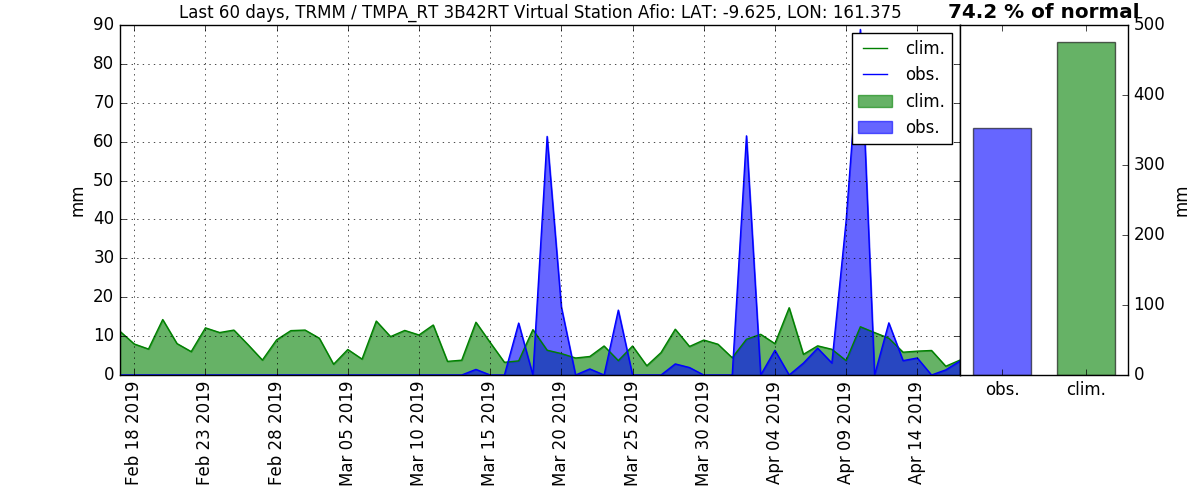 Last 60 days, TRMM / TMPA_RT 3B42RT Virtual Station Afio: LAT: -9.625, LON: 161.375
74.2 % of normal
90
80
70
60
50
40
30
20
10
0
mm
clim.
obs.
clim.
obs.
Feb 18 2019
Feb 23 2019
Feb 28 2019
Mar 05 2019
Mar 10 2019
Mar 15 2019
Mar 20 2019
Mar 25 2019
Mar 30 2019
Apr 04 2019
Apr 09 2019
Apr 14 2019
500
400
300
200
100
0
mm
obs.
clim.